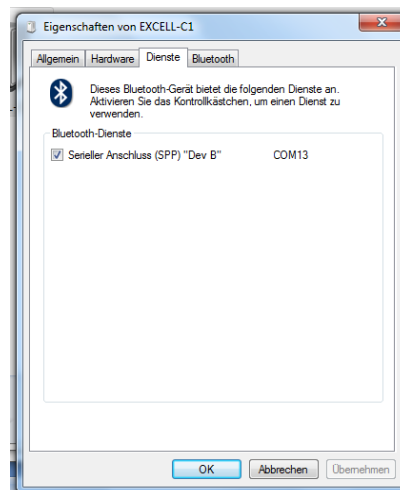 Eigenschaften von EXCELL-C1
Allgemein Hardware Dienste Bluetooth
Dieses Bluetooth-Gerät bietet die folgenden Dienste an.
Aktivieren Sie das Kontrollkästchen, um einen Dienst zu
verwenden.
Bluetooth-Dienste
Serieller Anschluss (SPP) "Dev B" COM13
OK Abbrechen Übernehmen